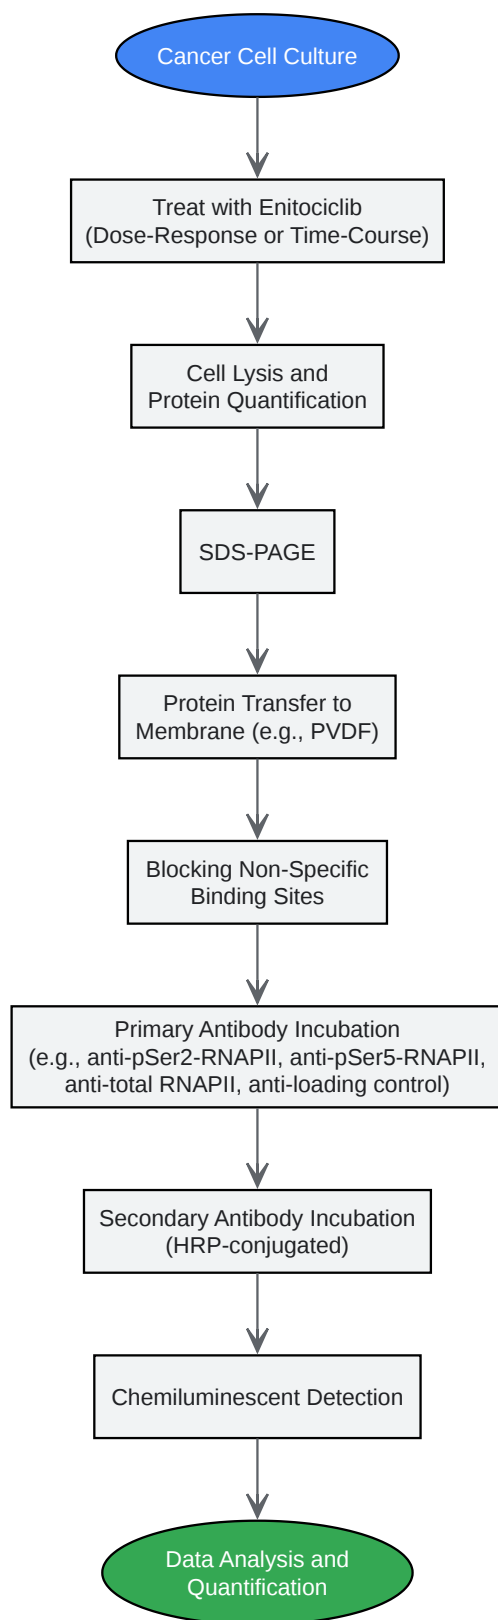 Cancer Cell Culture
Treat with Enitociclib
(Dose-Response or Time-Course)
Cell Lysis and
Protein Quantification
SDS-PAGE
Protein Transfer to
Membrane (e.g., PVDF)
Blocking Non-Specific
Binding Sites
Primary Antibody Incubation
(e.g., anti-pSer2-RNAPII, anti-pSer5-RNAPII,
anti-total RNAPII, anti-loading control)
Secondary Antibody Incubation
(HRP-conjugated)
Chemiluminescent Detection
Data Analysis and
Quantification